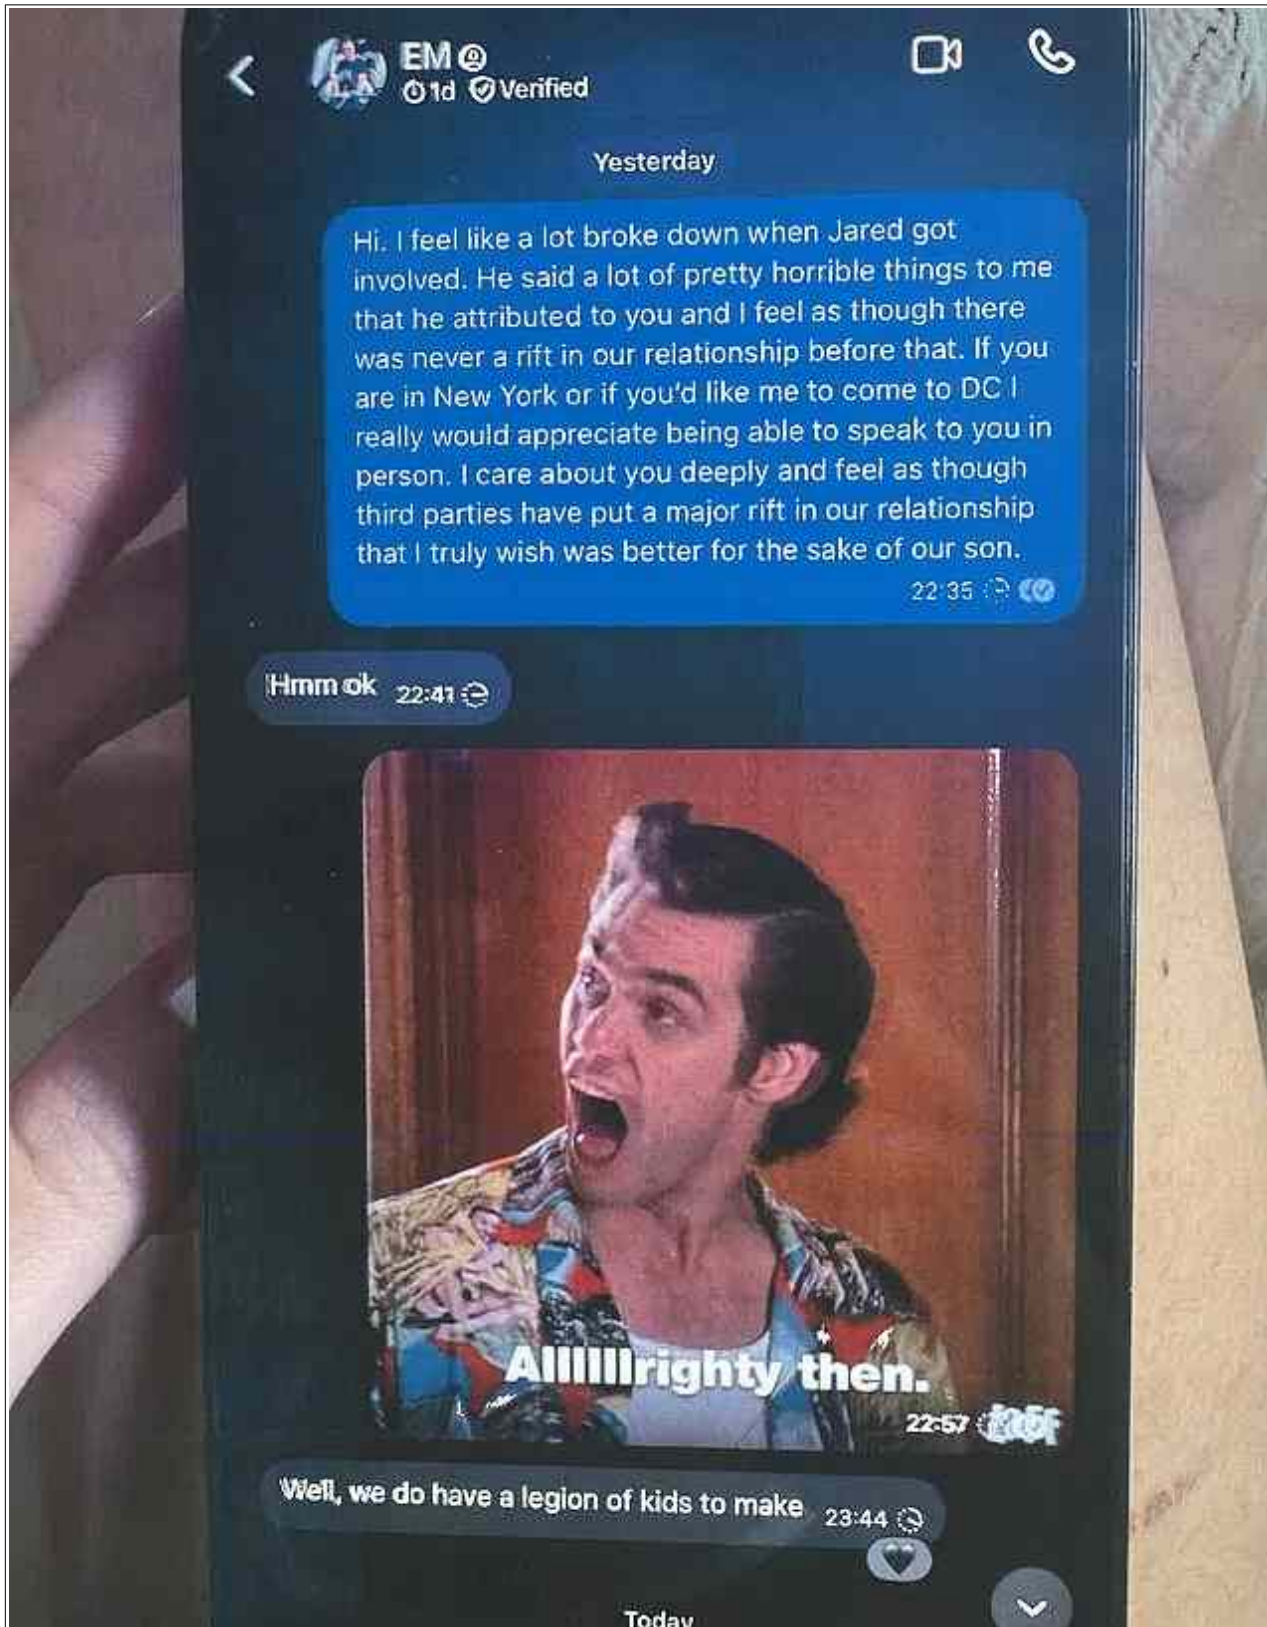 EM
1d Verified
Yesterday
Hi. I feel like a lot broke down when Jared got
involved. He said a lot of pretty horrible things to me
that he attributed to you and I feel as though there
was never a rift in our relationship before that. If you
are in New York or if you'd like me to come to DC I
really would appreciate being able to speak to you in
person. I care about you deeply and feel as though
third parties have put a major rift in our relationship
that I truly wish was better for the sake of our son.
22:35
Hmm ok 22:41
Alllllllrighty then.
22:57
Well, we do have a legion of kids to make 23:44
Today